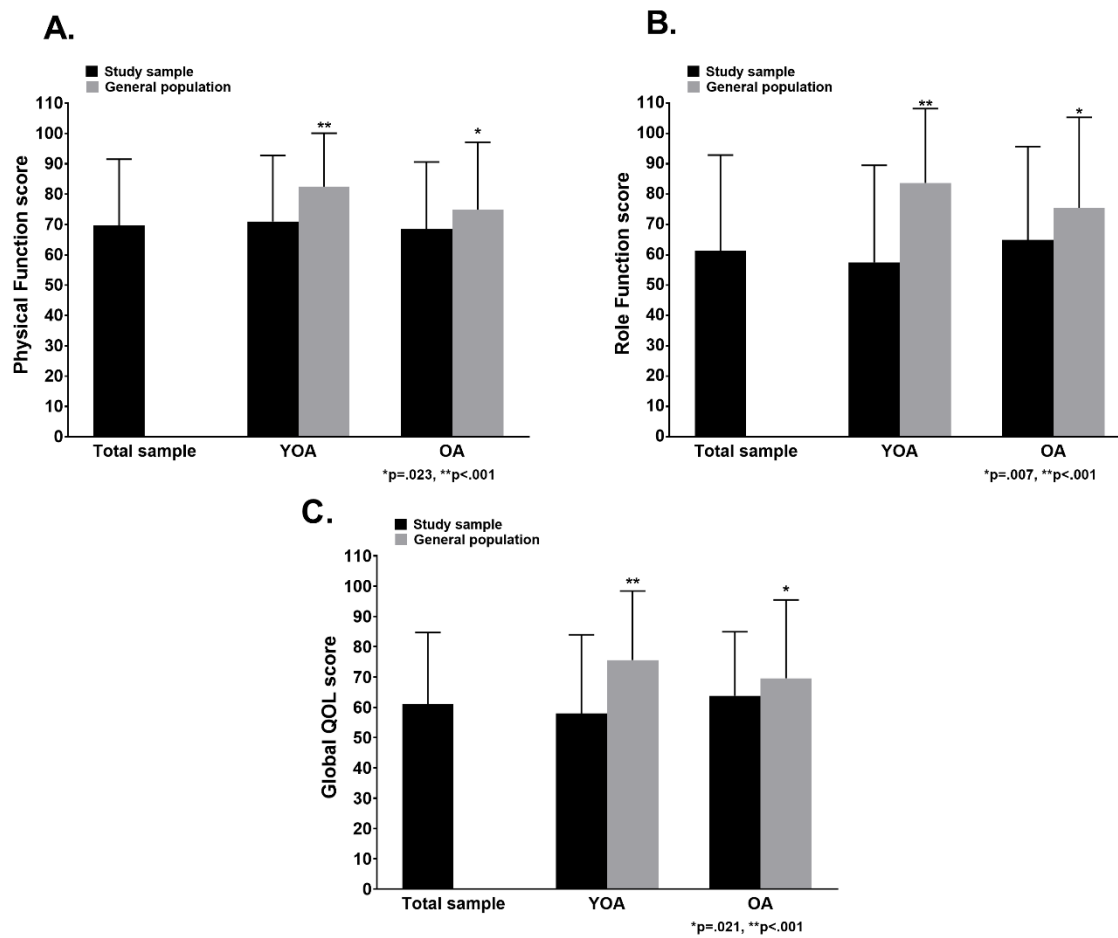 A.
Study sample
General population
110
100
90
80
70
60
50
40
30
20
10
0
Physical Function score
**
*
Total sample YOA OA
*p=.023, **p<.001
B.
Study sample
General population
110
100
90
80
70
60
50
40
30
20
10
0
Role Function score
**
*
Total sample YOA OA
*p=.007, **p<.001
C.
Study sample
General population
110
100
90
80
70
60
50
40
30
20
10
0
Global QOL score
**
*
Total sample YOA OA
*p=.021, **p<.001